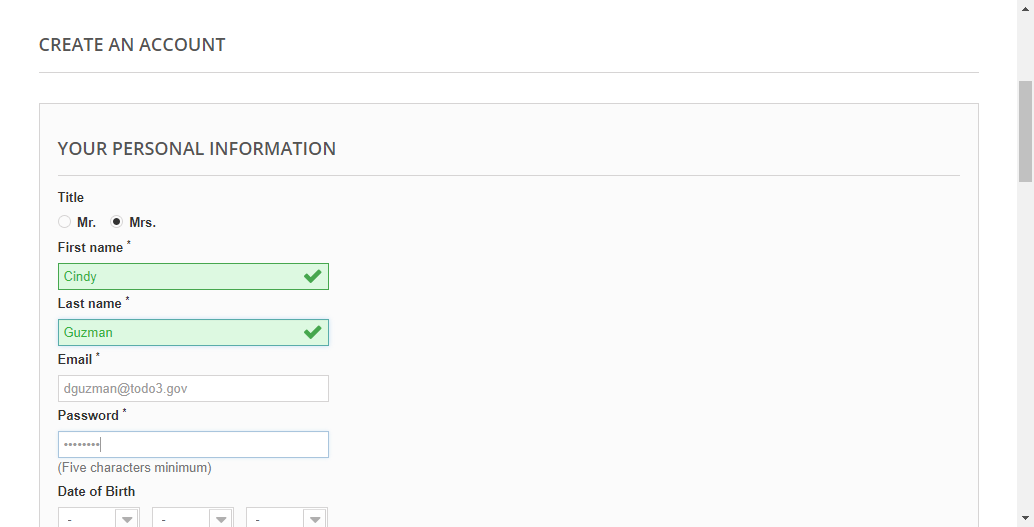 CREATE AN ACCOUNT
YOUR PERSONAL INFORMATION
Title
Mr. Mrs.
First name *
Cindy
Last name *
Guzman
Email *
dguzman@todo3.gov
Password *
••••••••
(Five characters minimum)
Date of Birth
- - -